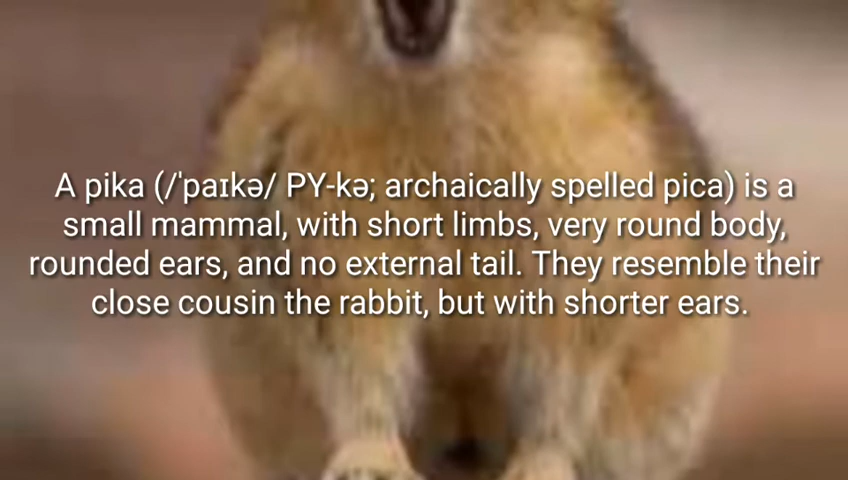 A pika (/ˈpaɪkə/ PY-kə; archaically spelled pica) is a
small mammal, with short limbs, very round body,
rounded ears, and no external tail. They resemble their
close cousin the rabbit, but with shorter ears.